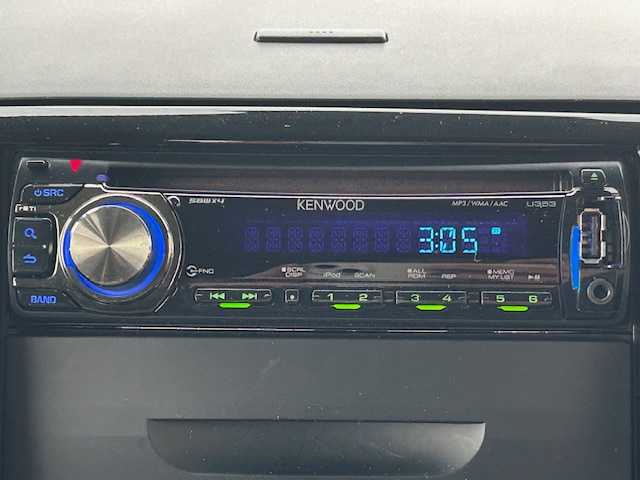 SRC
58W×4
KENWOOD
MP3/WMA/AAC
U353
3:05
FNC
SCRL
DISP
iPod
SCAN
ALL
RDM
REP
MEMO
MY LIST
BAND
1 2
3 4
5 6